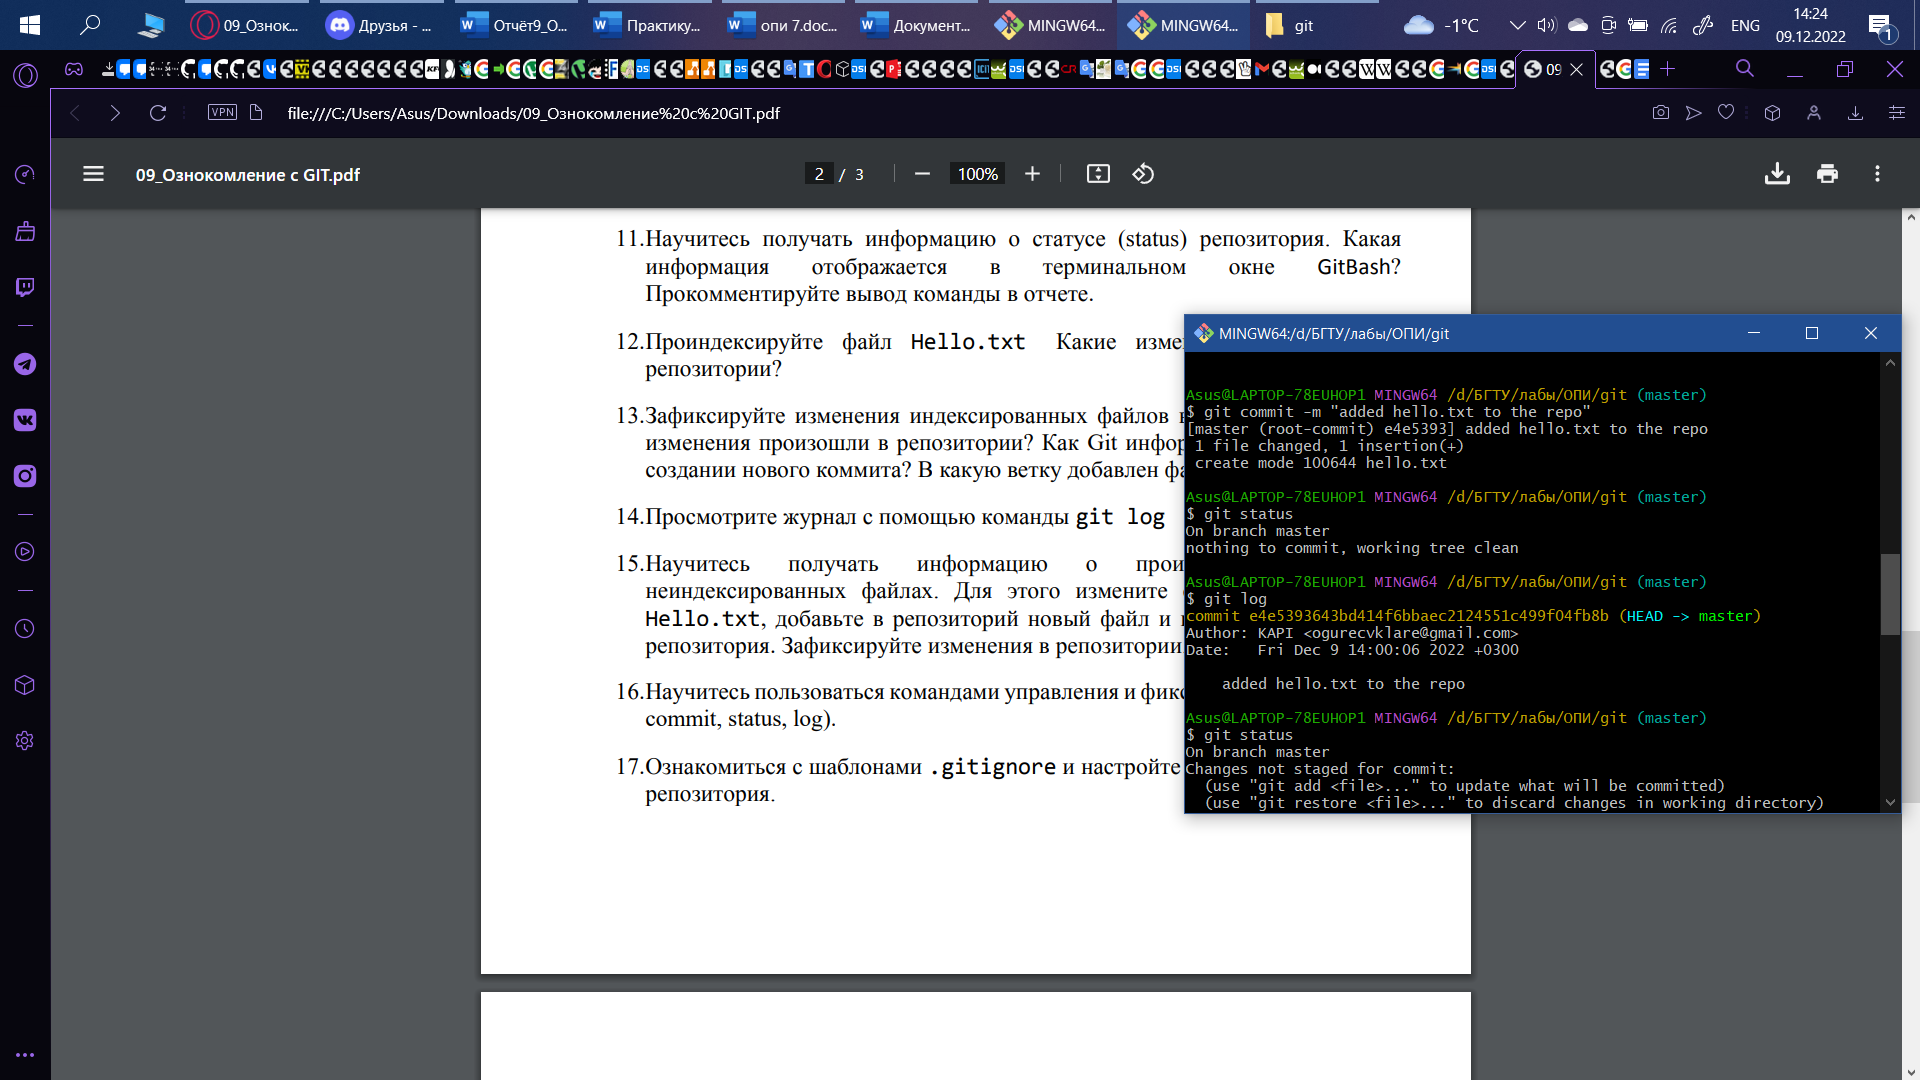 09_Ознок...
Друзья - ...
Отчёт9_О...
Практику...
опи 7.doc...
Документ...
MINGW64...
MINGW64...
git
-1°C
ENG
14:24
09.12.2022
1
09
VPN
file:///C:/Users/Asus/Downloads/09_Ознокомление%20с%20GIT.pdf
09_Ознокомление с GIT.pdf
2 / 3
100%
11.Научитесь получать информацию о статусе (status) репозитория. Какая
информация отображается в терминальном окне GitBash?
Прокомментируйте вывод команды в отчете.
12.Проиндексируйте файл Hello.txt Какие изме
репозитории?
13.Зафиксируйте изменения индексированных файлов
изменения произошли в репозитории? Как Git инфор
создании нового коммита? В какую ветку добавлен фа
14.Просмотрите журнал с помощью команды git log
15.Научитесь получать информацию о прои
неиндексированных файлах. Для этого измените
Hello.txt, добавьте в репозиторий новый файл и
репозитория. Зафиксируйте изменения в репозитории
16.Научитесь пользоваться командами управления и фикс
commit, status, log).
17.Ознакомиться с шаблонами .gitignore и настройте
репозитория.
MINGW64:/d/БГТУ/лабы/ОПИ/git
Asus@LAPTOP-78EUHOP1 MINGW64 /d/БГТУ/лабы/ОПИ/git (master)
$ git commit -m "added hello.txt to the repo"
[master (root-commit) e4e5393] added hello.txt to the repo
1 file changed, 1 insertion(+)
create mode 100644 hello.txt
Asus@LAPTOP-78EUHOP1 MINGW64 /d/БГТУ/лабы/ОПИ/git (master)
$ git status
On branch master
nothing to commit, working tree clean
Asus@LAPTOP-78EUHOP1 MINGW64 /d/БГТУ/лабы/ОПИ/git (master)
$ git log
commit e4e5393643bd414f6bbaec2124551c499f04fb8b (HEAD -> master)
Author: KAPI <ogurecvklare@gmail.com>
Date: Fri Dec 9 14:00:06 2022 +0300
added hello.txt to the repo
Asus@LAPTOP-78EUHOP1 MINGW64 /d/БГТУ/лабы/ОПИ/git (master)
$ git status
On branch master
Changes not staged for commit:
(use "git add <file>..." to update what will be committed)
(use "git restore <file>..." to discard changes in working directory)